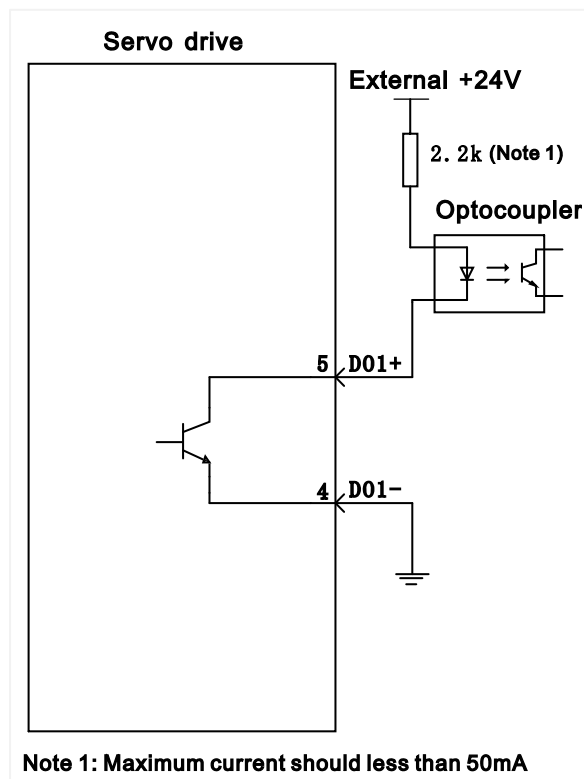 Servo drive
External +24V
2.2k (Note 1)
Optocoupler
5 DO1+
4 DO1-
Note 1: Maximum current should less than 50mA